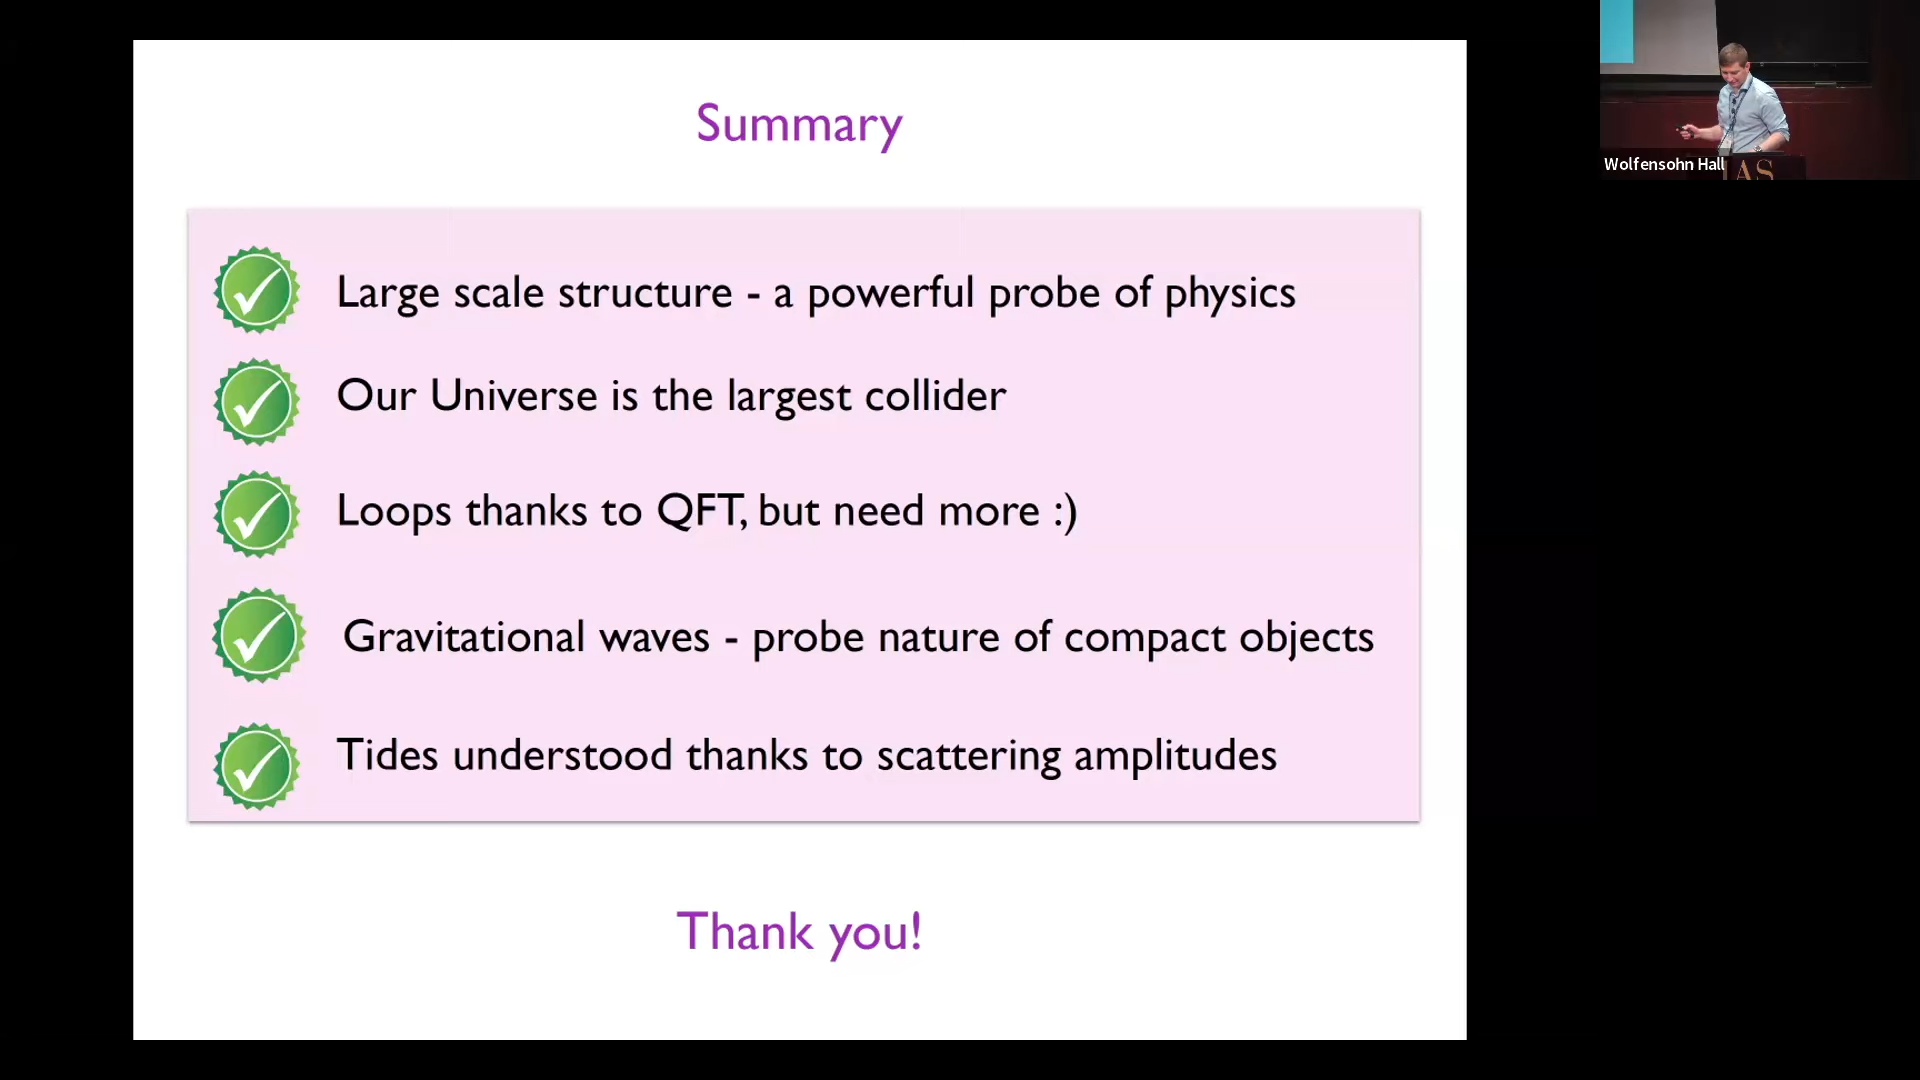 Summary
Large scale structure - a powerful probe of physics
Our Universe is the largest collider
Loops thanks to QFT, but need more :)
Gravitational waves - probe nature of compact objects
Tides understood thanks to scattering amplitudes
Thank you!
Wolfensohn Hall
IAS